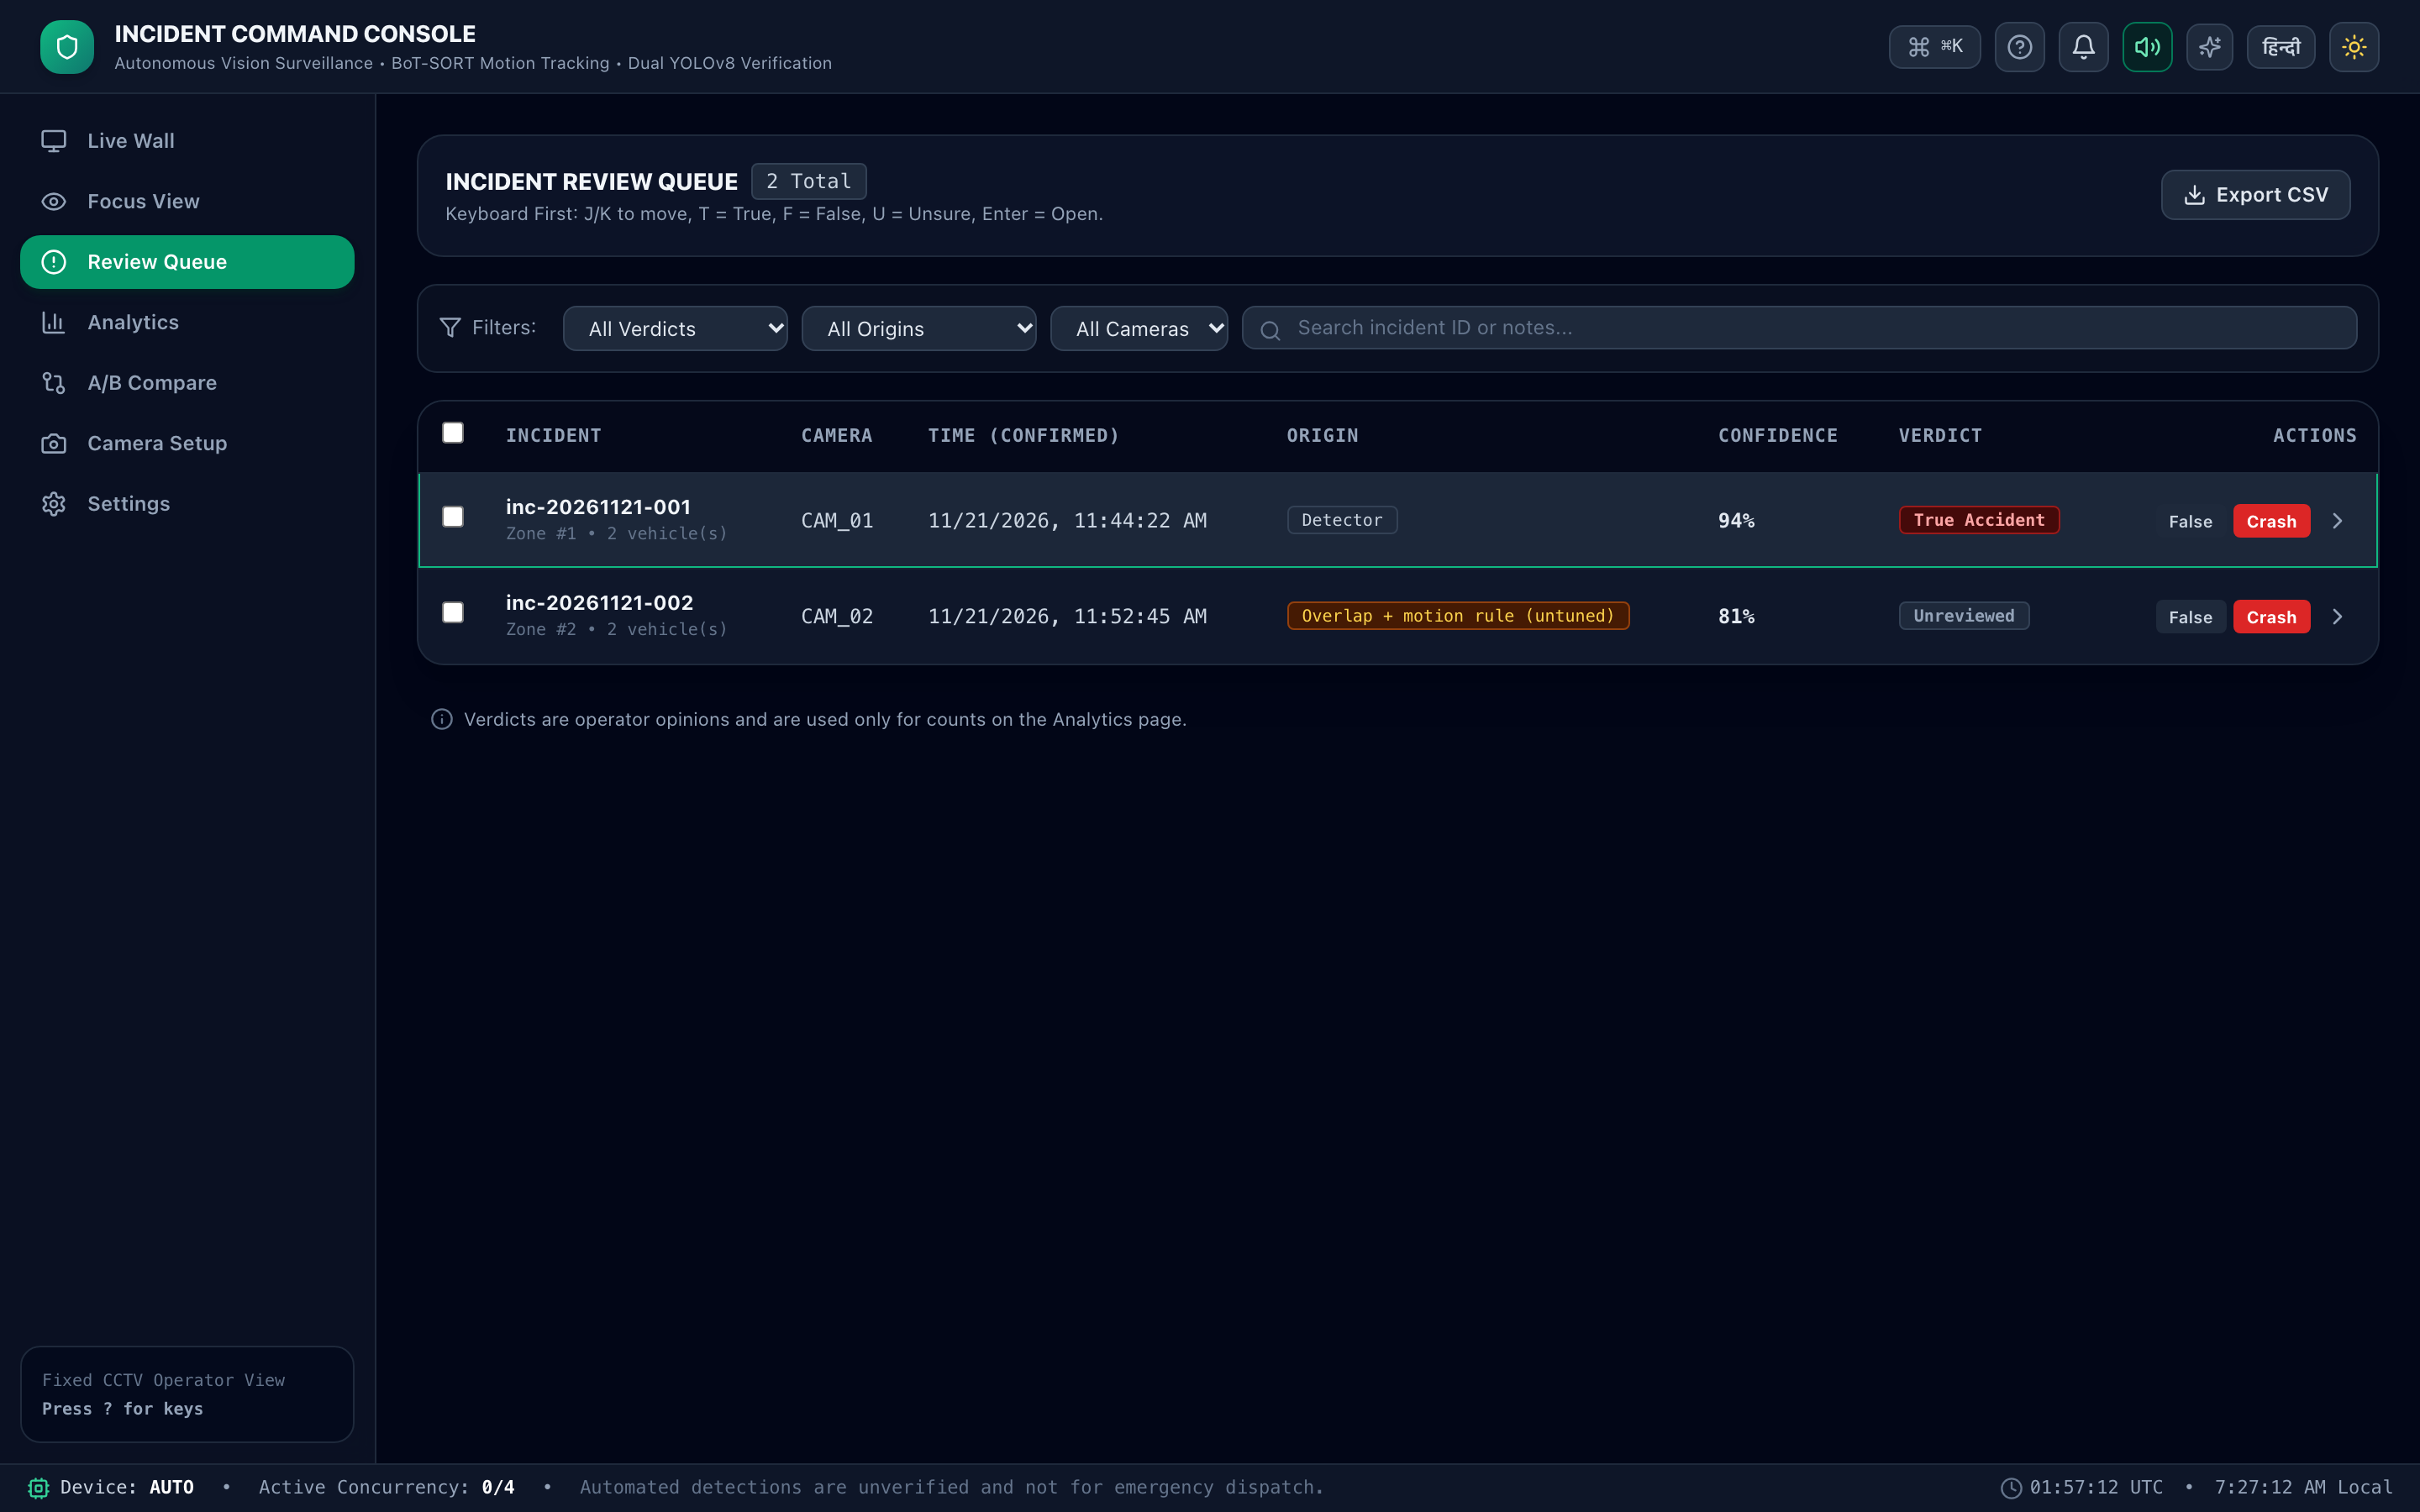 INCIDENT COMMAND CONSOLE
Autonomous Vision Surveillance • BoT-SORT Motion Tracking • Dual YOLOv8 Verification
⌘K
हिन्दी
Live Wall
Focus View
Review Queue
Analytics
A/B Compare
Camera Setup
Settings
INCIDENT REVIEW QUEUE 2 Total
Keyboard First: J/K to move, T = True, F = False, U = Unsure, Enter = Open.
Export CSV
Filters: All Verdicts All Origins All Cameras Search incident ID or notes...
INCIDENT CAMERA TIME (CONFIRMED) ORIGIN CONFIDENCE VERDICT ACTIONS
inc-20261121-001
Zone #1 • 2 vehicle(s)
CAM_01 11/21/2026, 11:44:22 AM Detector 94% True Accident False Crash
inc-20261121-002
Zone #2 • 2 vehicle(s)
CAM_02 11/21/2026, 11:52:45 AM Overlap + motion rule (untuned) 81% Unreviewed False Crash
Verdicts are operator opinions and are used only for counts on the Analytics page.
Fixed CCTV Operator View
Press ? for keys
Device: AUTO • Active Concurrency: 0/4 • Automated detections are unverified and not for emergency dispatch.
01:57:12 UTC • 7:27:12 AM Local